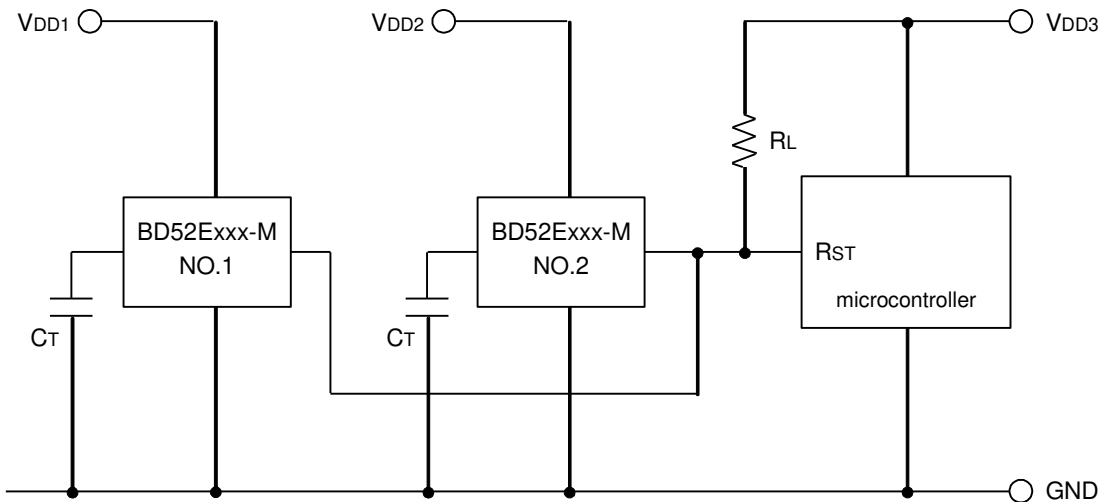 VDD1
VDD2
VDD3
RL
BD52Exxx-M
NO.1
BD52Exxx-M
NO.2
RST
microcontroller
CT
CT
GND